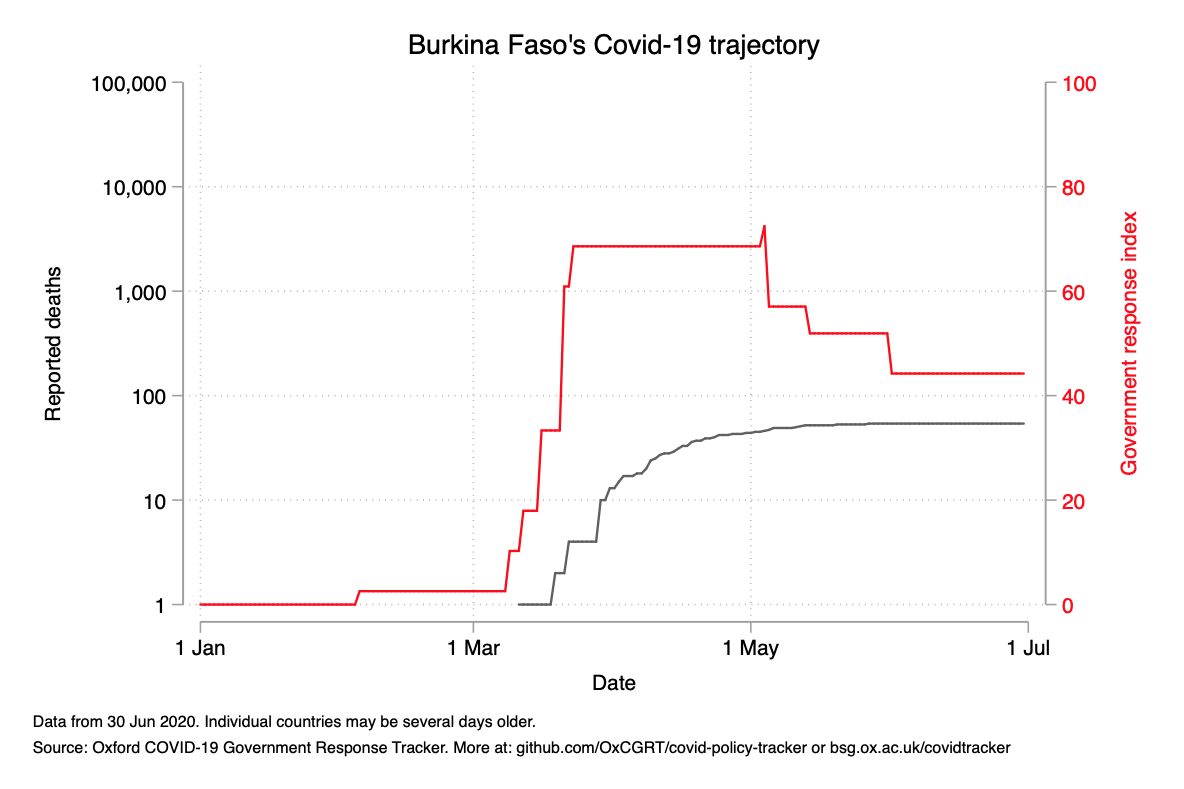 Burkina Faso's Covid-19 trajectory
100,000
10,000
1,000
100
10
1
Reported deaths
100
80
60
40
20
0
Government response index
1 Jan
1 Mar
1 May
1 Jul
Date
Data from 30 Jun 2020. Individual countries may be several days older.
Source: Oxford COVID-19 Government Response Tracker. More at: github.com/OxCGRT/covid-policy-tracker or bsg.ox.ac.uk/covidtracker